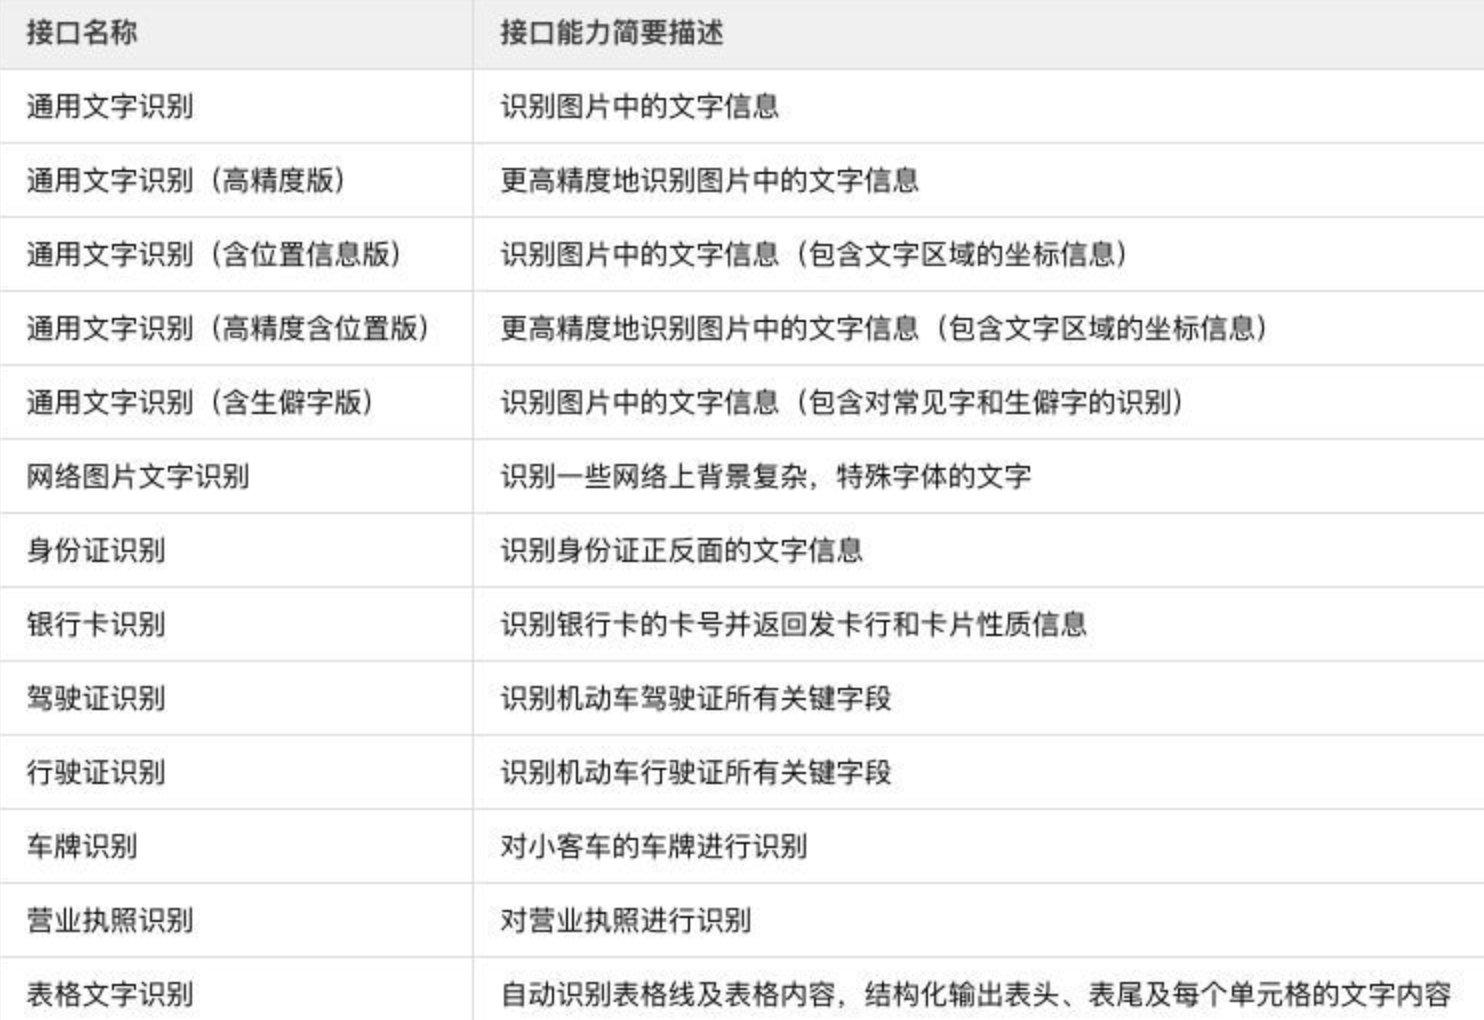 接口名称 接口能力简要描述
通用文字识别 识别图片中的文字信息
通用文字识别（高精度版） 更高精度地识别图片中的文字信息
通用文字识别（含位置信息版） 识别图片中的文字信息（包含文字区域的坐标信息）
通用文字识别（高精度含位置版） 更高精度地识别图片中的文字信息（包含文字区域的坐标信息）
通用文字识别（含生僻字版） 识别图片中的文字信息（包含对常见字和生僻字的识别）
网络图片文字识别 识别一些网络上背景复杂，特殊字体的文字
身份证识别 识别身份证正反面的文字信息
银行卡识别 识别银行卡的卡号并返回发卡行和卡片性质信息
驾驶证识别 识别机动车驾驶证所有关键字段
行驶证识别 识别机动车行驶证所有关键字段
车牌识别 对小客车的车牌进行识别
营业执照识别 对营业执照进行识别
表格文字识别 自动识别表格线及表格内容，结构化输出表头、表尾及每个单元格的文字内容